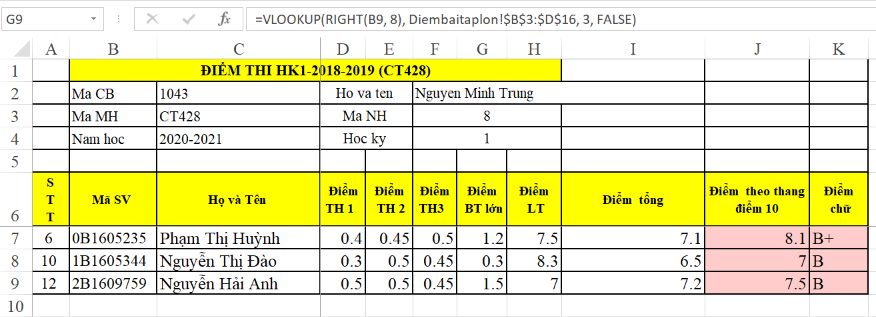 G9 fx =VLOOKUP(RIGHT(B9, 8), Diembaitaplon!$B$3:$D$16, 3, FALSE)
A B C D E F G H I J K
1 ĐIỂM THI HK1-2018-2019 (CT428)
2 Ma CB 1043 Ho va ten Nguyen Minh Trung
3 Ma MH CT428 Ma NH 8
4 Nam hoc 2020-2021 Hoc ky 1
5
6 S T T Mã SV Họ và Tên Điểm TH 1 Điểm TH 2 Điểm TH3 Điểm BT lớn Điểm LT Điểm tổng Điểm theo thang điểm 10 Điểm chữ
7 6 0B1605235 Phạm Thị Huỳnh 0.4 0.45 0.5 1.2 7.5 7.1 8.1 B+
8 10 1B1605344 Nguyễn Thị Đào 0.3 0.5 0.45 0.3 8.3 6.5 7 B
9 12 2B1609759 Nguyễn Hải Anh 0.5 0.5 0.45 1.5 7 7.2 7.5 B
10